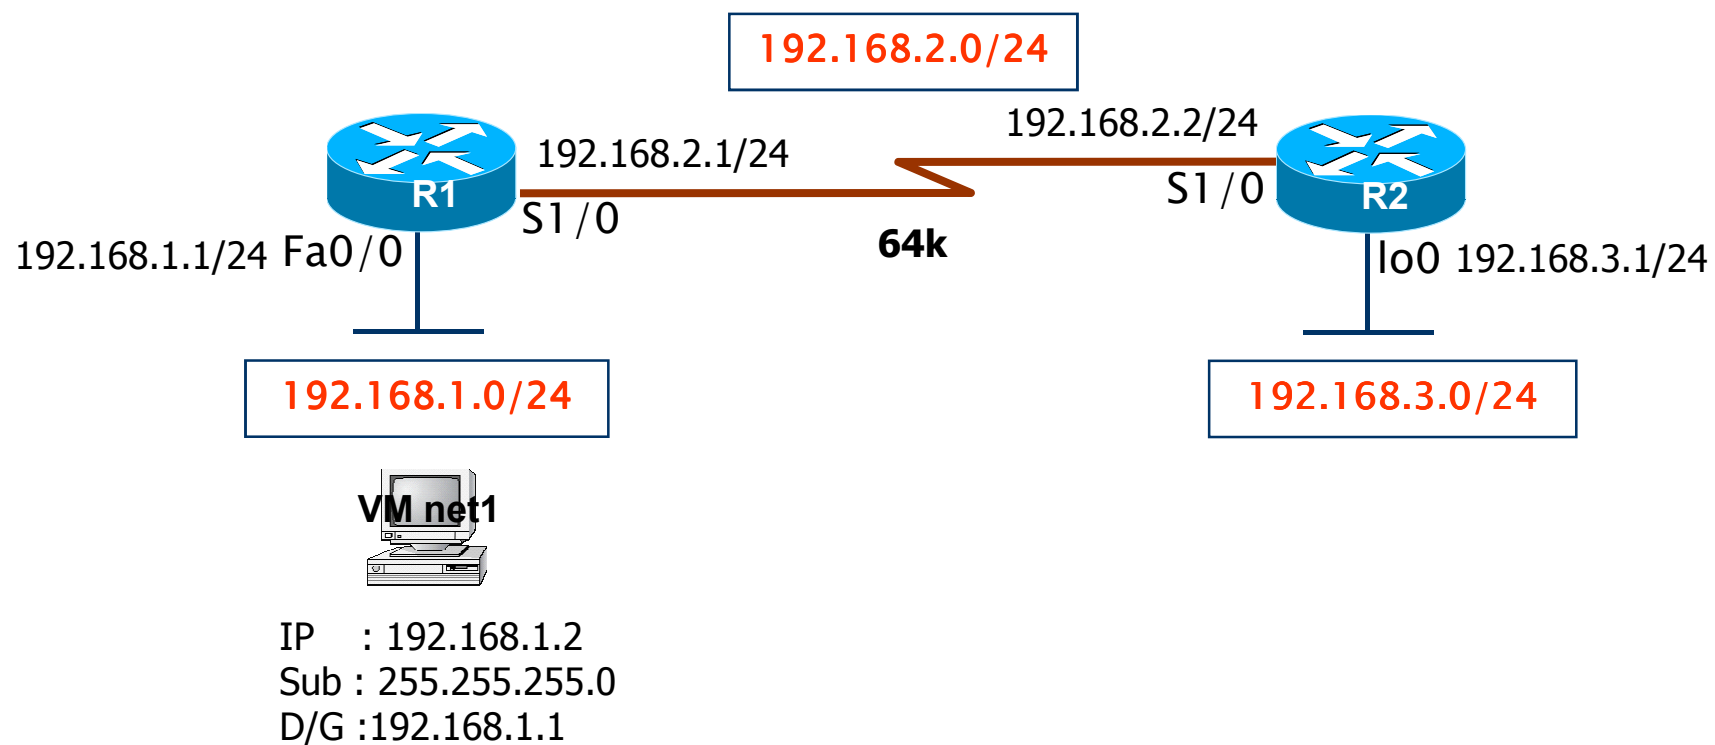 192.168.2.0/24
192.168.2.2/24
192.168.2.1/24
R1
R2
S1/0
S1/0
64k
192.168.1.1/24 Fa0/0
lo0 192.168.3.1/24
192.168.1.0/24
192.168.3.0/24
VM net1
IP : 192.168.1.2
Sub : 255.255.255.0
D/G :192.168.1.1